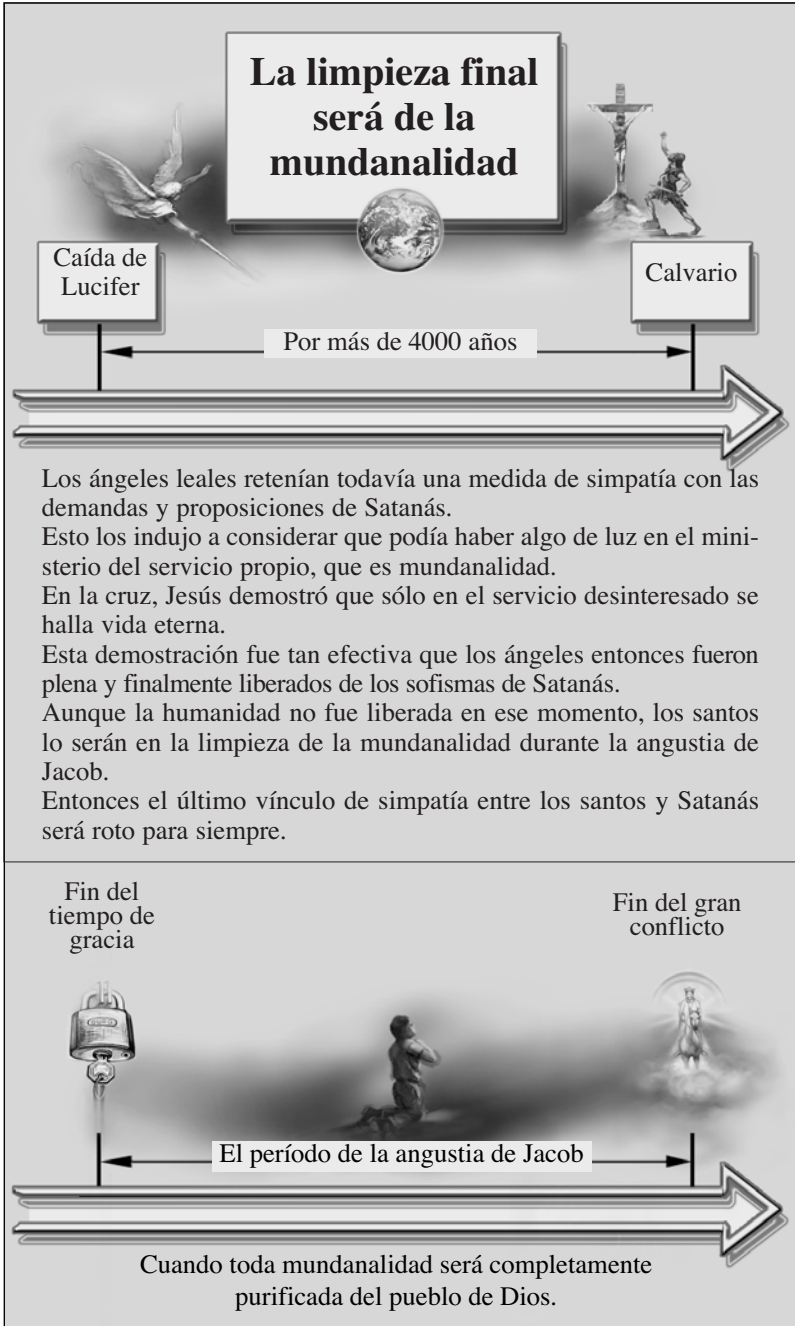 La limpieza final
será de la
mundanalidad
Caída de
Lucifer
Calvario
Por más de 4000 años
Los ángeles leales retenían todavía una medida de simpatía con las
demandas y proposiciones de Satanás.
Esto los indujo a considerar que podía haber algo de luz en el mini-
sterio del servicio propio, que es mundanalidad.
En la cruz, Jesús demostró que sólo en el servicio desinteresado se
halla vida eterna.
Esta demostración fue tan efectiva que los ángeles entonces fueron
plena y finalmente liberados de los sofismas de Satanás.
Aunque la humanidad no fue liberada en ese momento, los santos
lo serán en la limpieza de la mundanalidad durante la angustia de
Jacob.
Entonces el último vínculo de simpatía entre los santos y Satanás
será roto para siempre.
Fin del
tiempo de
gracia
Fin del gran
conflicto
El período de la angustia de Jacob
Cuando toda mundanalidad será completamente
purificada del pueblo de Dios.